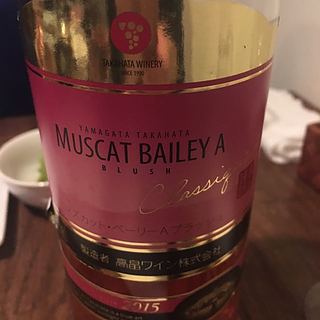 TAKAHATA WINERY
SINCE 1990
YAMAGATA TAKAHATA
MUSCAT BAILEY A
BLUSH
Classic
スカット・ベーリーAブラッシュ
製造者 高畠ワイン株式会社
2015